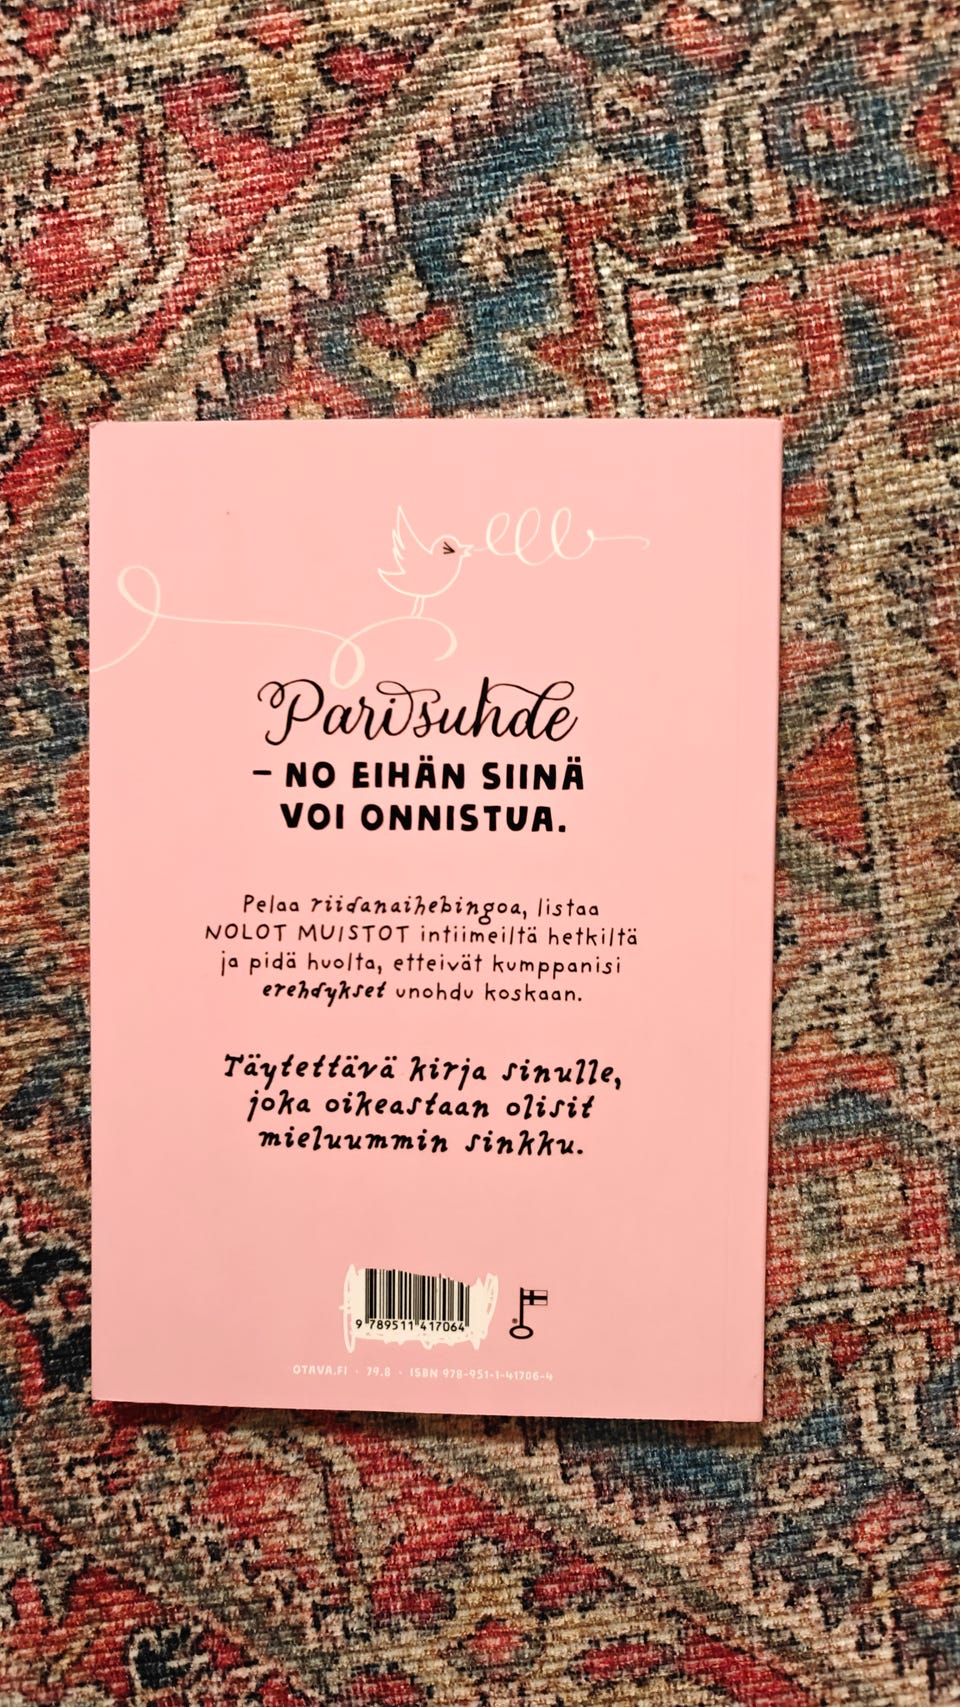 Parisuhde
– NO EIHÄN SIINÄ
VOI ONNISTUA.
Pelaa riidanaihebingoa, listaa
NOLOT MUISTOT intiimeiltä hetkiltä
ja pidä huolta, etteivät kumppanisi
erehdykset unohdu koskaan.
Täytettävä kirja sinulle,
joka oikeastaan olisit
mieluummin sinkku.
9 789511 417064
OTAVA.FI · 79.8 · ISBN 978-951-1-41706-4